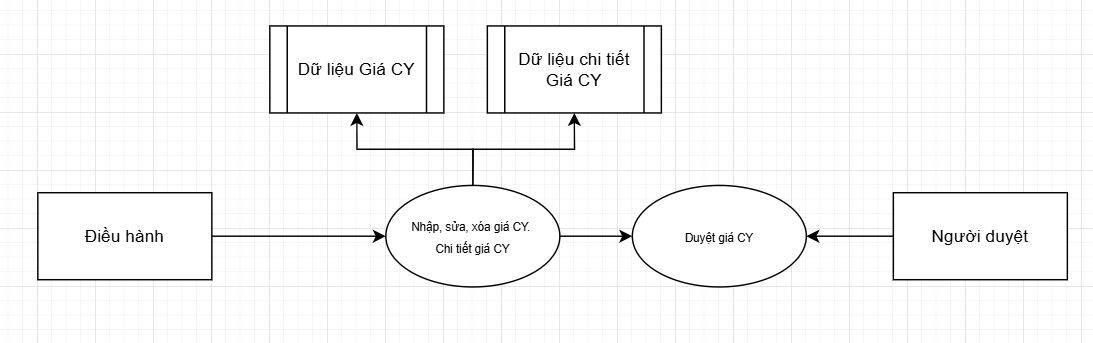 Dữ liệu Giá CY
Dữ liệu chi tiết
Giá CY
Điều hành
Nhập, sửa, xóa giá CY.
Chi tiết giá CY
Duyệt giá CY
Người duyệt